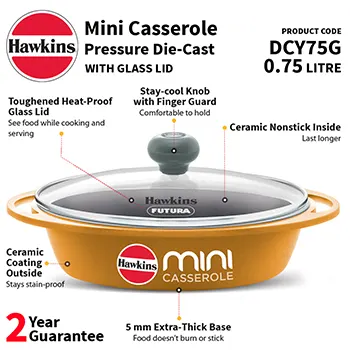 Hawkins
Mini Casserole
Pressure Die-Cast
WITH GLASS LID
PRODUCT CODE
DCY75G
0.75 LITRE
Toughened Heat-Proof
Glass Lid
See food while cooking and
serving
Stay-cool Knob
with Finger Guard
Comfortable to hold
Ceramic Nonstick Inside
Last longer
Hawkins
FUTURA
Ceramic
Coating
Outside
Stays stain-proof
Hawkins
mini
CASSEROLE
2 Year
Guarantee
5 mm Extra-Thick Base
Food doesn't burn or stick